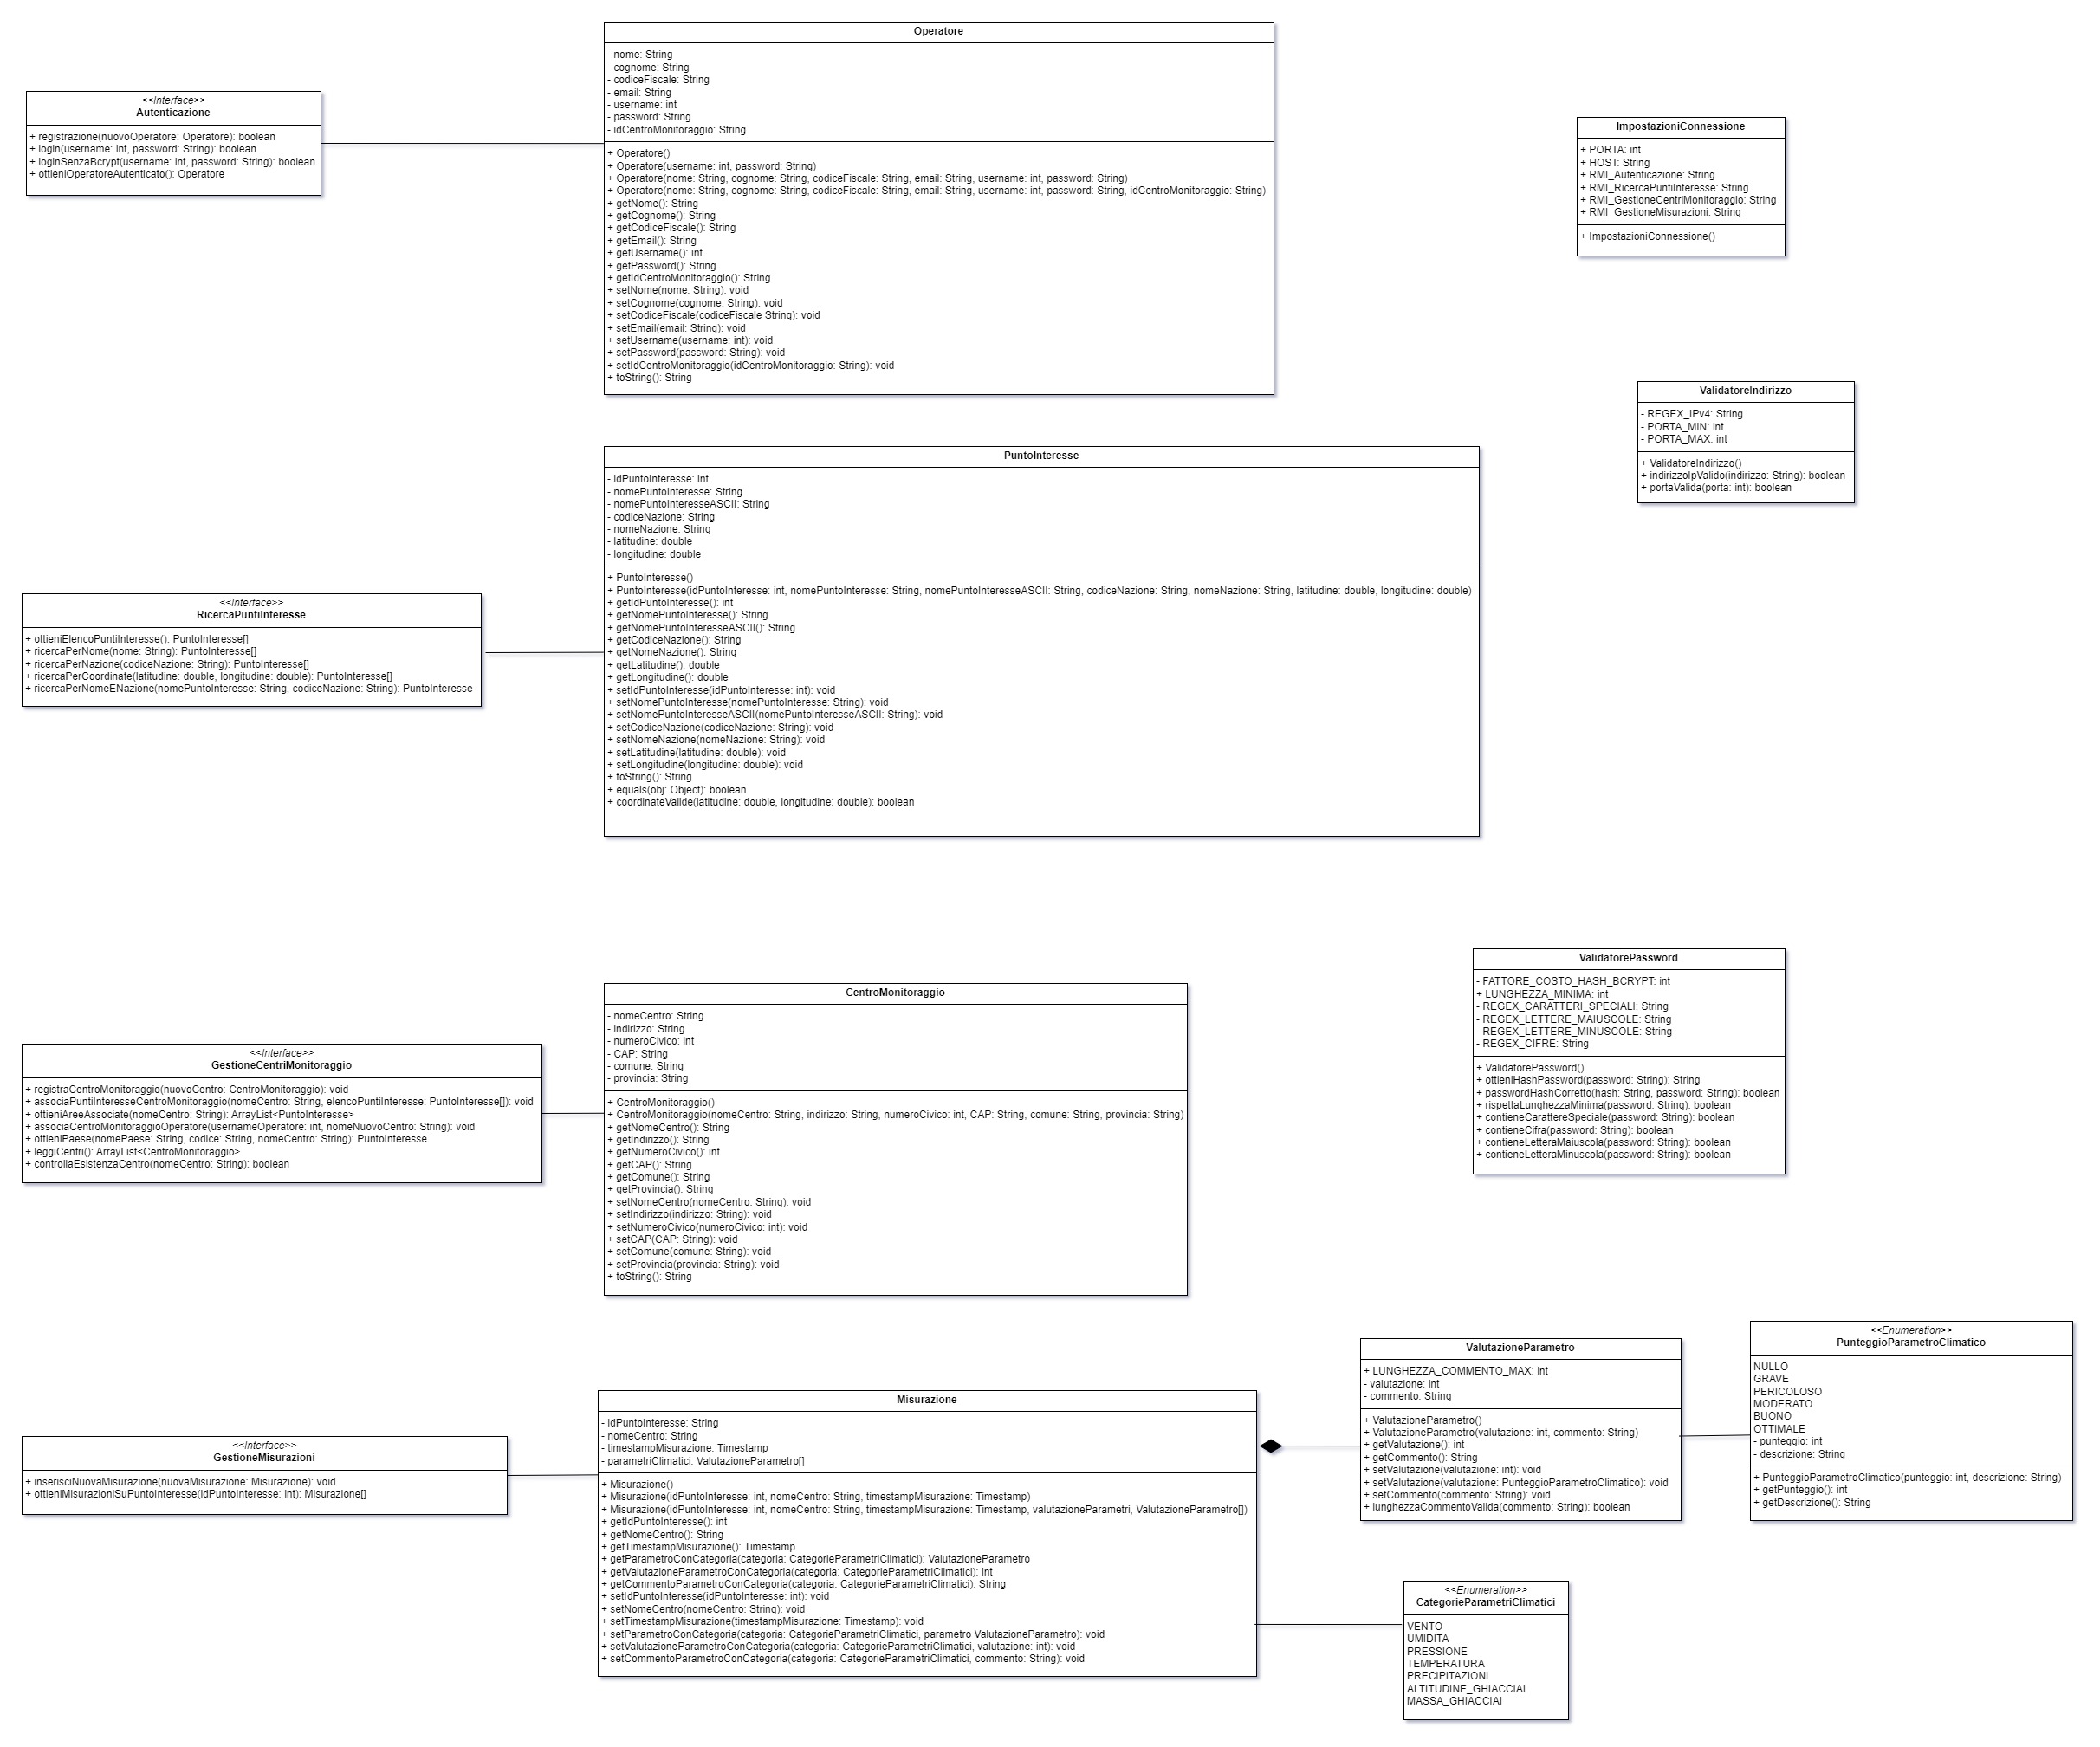 Operatore
- nome: String
- cognome: String
- codiceFiscale: String
- email: String
- username: int
- password: String
- idCentroMonitoraggio: String
+ Operatore()
+ Operatore(username: int, password: String)
+ Operatore(nome: String, cognome: String, codiceFiscale: String, email: String, username: int, password: String)
+ Operatore(nome: String, cognome: String, codiceFiscale: String, email: String, username: int, password: String, idCentroMonitoraggio: String)
+ getNome(): String
+ getCognome(): String
+ getCodiceFiscale(): String
+ getEmail(): String
+ getUsername(): int
+ getPassword(): String
+ getIdCentroMonitoraggio(): String
+ setNome(nome: String): void
+ setCognome(cognome: String): void
+ setCodiceFiscale(codiceFiscale String): void
+ setEmail(email: String): void
+ setUsername(username: int): void
+ setPassword(password: String): void
+ setIdCentroMonitoraggio(idCentroMonitoraggio: String): void
+ toString(): String
<<Interface>>
Autenticazione
+ registrazione(nuovoOperatore: Operatore): boolean
+ login(username: int, password: String): boolean
+ loginSenzaBcrypt(username: int, password: String): boolean
+ ottieniOperatoreAutenticato(): Operatore
ImpostazioniConnessione
+ PORTA: int
+ HOST: String
+ RMI_Autenticazione: String
+ RMI_RicercaPuntiInteresse: String
+ RMI_GestioneCentriMonitoraggio: String
+ RMI_GestioneMisurazioni: String
+ ImpostazioniConnessione()
ValidatoreIndirizzo
- REGEX_IPv4: String
- PORTA_MIN: int
- PORTA_MAX: int
+ ValidatoreIndirizzo()
+ indirizzoIpValido(indirizzo: String): boolean
+ portaValida(porta: int): boolean
PuntoInteresse
- idPuntoInteresse: int
- nomePuntoInteresse: String
- nomePuntoInteresseASCII: String
- codiceNazione: String
- nomeNazione: String
- latitudine: double
- longitudine: double
+ PuntoInteresse()
+ PuntoInteresse(idPuntoInteresse: int, nomePuntoInteresse: String, nomePuntoInteresseASCII: String, codiceNazione: String, nomeNazione: String, latitudine: double, longitudine: double)
+ getIdPuntoInteresse(): int
+ getNomePuntoInteresse(): String
+ getNomePuntoInteresseASCII(): String
+ getCodiceNazione(): String
+ getNomeNazione(): String
+ getLatitudine(): double
+ getLongitudine(): double
+ setIdPuntoInteresse(idPuntoInteresse: int): void
+ setNomePuntoInteresse(nomePuntoInteresse: String): void
+ setNomePuntoInteresseASCII(nomePuntoInteresseASCII: String): void
+ setCodiceNazione(codiceNazione: String): void
+ setNomeNazione(nomeNazione: String): void
+ setLatitudine(latitudine: double): void
+ setLongitudine(longitudine: double): void
+ toString(): String
+ equals(obj: Object): boolean
+ coordinateValide(latitudine: double, longitudine: double): boolean
<<Interface>>
RicercaPuntiInteresse
+ ottieniElencoPuntiInteresse(): PuntoInteresse[]
+ ricercaPerNome(nome: String): PuntoInteresse[]
+ ricercaPerNazione(codiceNazione: String): PuntoInteresse[]
+ ricercaPerCoordinate(latitudine: double, longitudine: double): PuntoInteresse[]
+ ricercaPerNomeENazione(nomePuntoInteresse: String, codiceNazione: String): PuntoInteresse
ValidatorePassword
- FATTORE_COSTO_HASH_BCRYPT: int
+ LUNGHEZZA_MINIMA: int
- REGEX_CARATTERI_SPECIALI: String
- REGEX_LETTERE_MAIUSCOLE: String
- REGEX_LETTERE_MINUSCOLE: String
- REGEX_CIFRE: String
+ ValidatorePassword()
+ ottieniHashPassword(password: String): String
+ passwordHashCorretto(hash: String, password: String): boolean
+ rispettaLunghezzaMinima(password: String): boolean
+ contieneCarattereSpeciale(password: String): boolean
+ contieneCifra(password: String): boolean
+ contieneLetteraMaiuscola(password: String): boolean
+ contieneLetteraMinuscola(password: String): boolean
CentroMonitoraggio
- nomeCentro: String
- indirizzo: String
- numeroCivico: int
- CAP: String
- comune: String
- provincia: String
+ CentroMonitoraggio()
+ CentroMonitoraggio(nomeCentro: String, indirizzo: String, numeroCivico: int, CAP: String, comune: String, provincia: String)
+ getNomeCentro(): String
+ getIndirizzo(): String
+ getNumeroCivico(): int
+ getCAP(): String
+ getComune(): String
+ getProvincia(): String
+ setNomeCentro(nomeCentro: String): void
+ setIndirizzo(indirizzo: String): void
+ setNumeroCivico(numeroCivico: int): void
+ setCAP(CAP: String): void
+ setComune(comune: String): void
+ setProvincia(provincia: String): void
+ toString(): String
<<Interface>>
GestioneCentriMonitoraggio
+ registraCentroMonitoraggio(nuovoCentro: CentroMonitoraggio): void
+ associaPuntiInteresseCentroMonitoraggio(nomeCentro: String, elencoPuntiInteresse: PuntoInteresse[]): void
+ ottieniAreeAssociate(nomeCentro: String): ArrayList<PuntoInteresse>
+ associaCentroMonitoraggioOperatore(usernameOperatore: int, nomeNuovoCentro: String): void
+ ottieniPaese(nomePaese: String, codice: String, nomeCentro: String): PuntoInteresse
+ leggiCentri(): ArrayList<CentroMonitoraggio>
+ controllaEsistenzaCentro(nomeCentro: String): boolean
<<Enumeration>>
PunteggioParametroClimatico
NULLO
GRAVE
PERICOLOSO
MODERATO
BUONO
OTTIMALE
- punteggio: int
- descrizione: String
+ PunteggioParametroClimatico(punteggio: int, descrizione: String)
+ getPunteggio(): int
+ getDescrizione(): String
ValutazioneParametro
+ LUNGHEZZA_COMMENTO_MAX: int
- valutazione: int
- commento: String
+ ValutazioneParametro()
+ ValutazioneParametro(valutazione: int, commento: String)
+ getValutazione(): int
+ getCommento(): String
+ setValutazione(valutazione: int): void
+ setValutazione(valutazione: PunteggioParametroClimatico): void
+ setCommento(commento: String): void
+ lunghezzaCommentoValida(commento: String): boolean
Misurazione
- idPuntoInteresse: String
- nomeCentro: String
- timestampMisurazione: Timestamp
- parametriClimatici: ValutazioneParametro[]
+ Misurazione()
+ Misurazione(idPuntoInteresse: int, nomeCentro: String, timestampMisurazione: Timestamp)
+ Misurazione(idPuntoInteresse: int, nomeCentro: String, timestampMisurazione: Timestamp, valutazioneParametri, ValutazioneParametro[])
+ getIdPuntoInteresse(): int
+ getNomeCentro(): String
+ getTimestampMisurazione(): Timestamp
+ getParametroConCategoria(categoria: CategorieParametriClimatici): ValutazioneParametro
+ getValutazioneParametroConCategoria(categoria: CategorieParametriClimatici): int
+ getCommentoParametroConCategoria(categoria: CategorieParametriClimatici): String
+ setIdPuntoInteresse(idPuntoInteresse: int): void
+ setNomeCentro(nomeCentro: String): void
+ setTimestampMisurazione(timestampMisurazione: Timestamp): void
+ setParametroConCategoria(categoria: CategorieParametriClimatici, parametro ValutazioneParametro): void
+ setValutazioneParametroConCategoria(categoria: CategorieParametriClimatici, valutazione: int): void
+ setCommentoParametroConCategoria(categoria: CategorieParametriClimatici, commento: String): void
<<Interface>>
GestioneMisurazioni
+ inserisciNuovaMisurazione(nuovaMisurazione: Misurazione): void
+ ottieniMisurazioniSuPuntoInteresse(idPuntoInteresse: int): Misurazione[]
<<Enumeration>>
CategorieParametriClimatici
VENTO
UMIDITA
PRESSIONE
TEMPERATURA
PRECIPITAZIONI
ALTITUDINE_GHIACCIAI
MASSA_GHIACCIAI